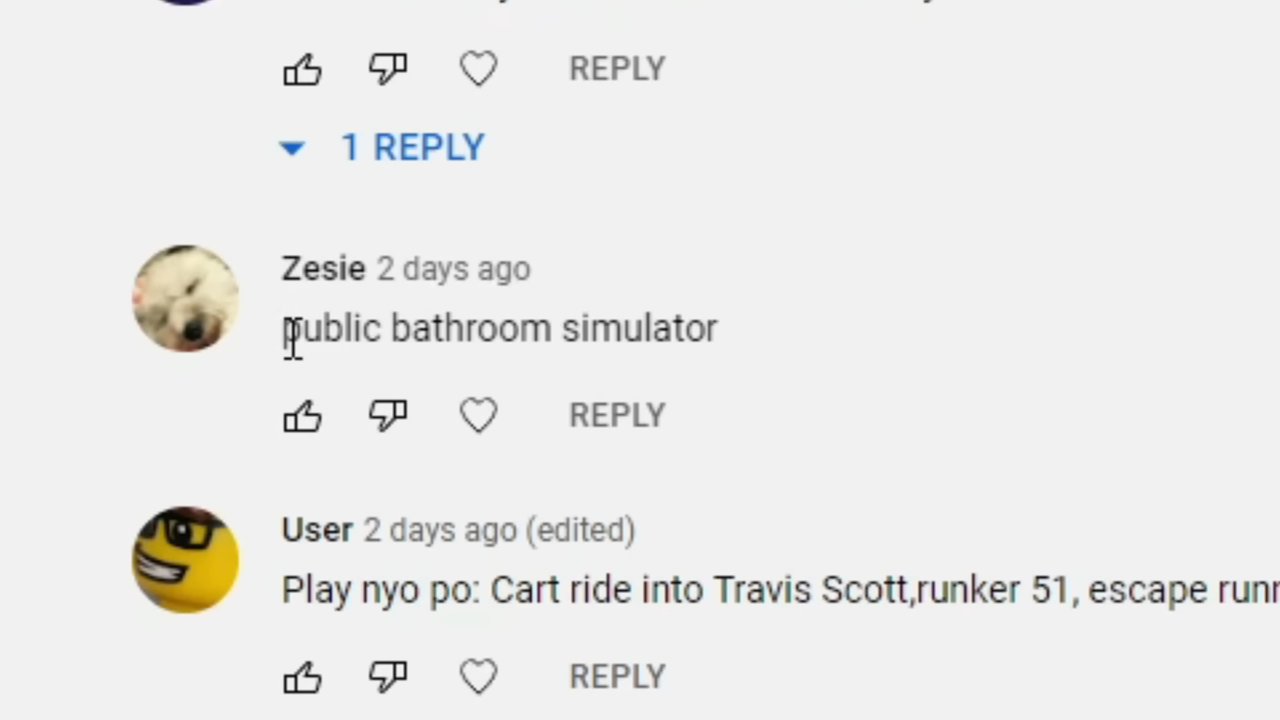 REPLY
1 REPLY
Zesie 2 days ago
public bathroom simulator
REPLY
User 2 days ago (edited)
Play nyo po: Cart ride into Travis Scott,runker 51, escape
REPLY